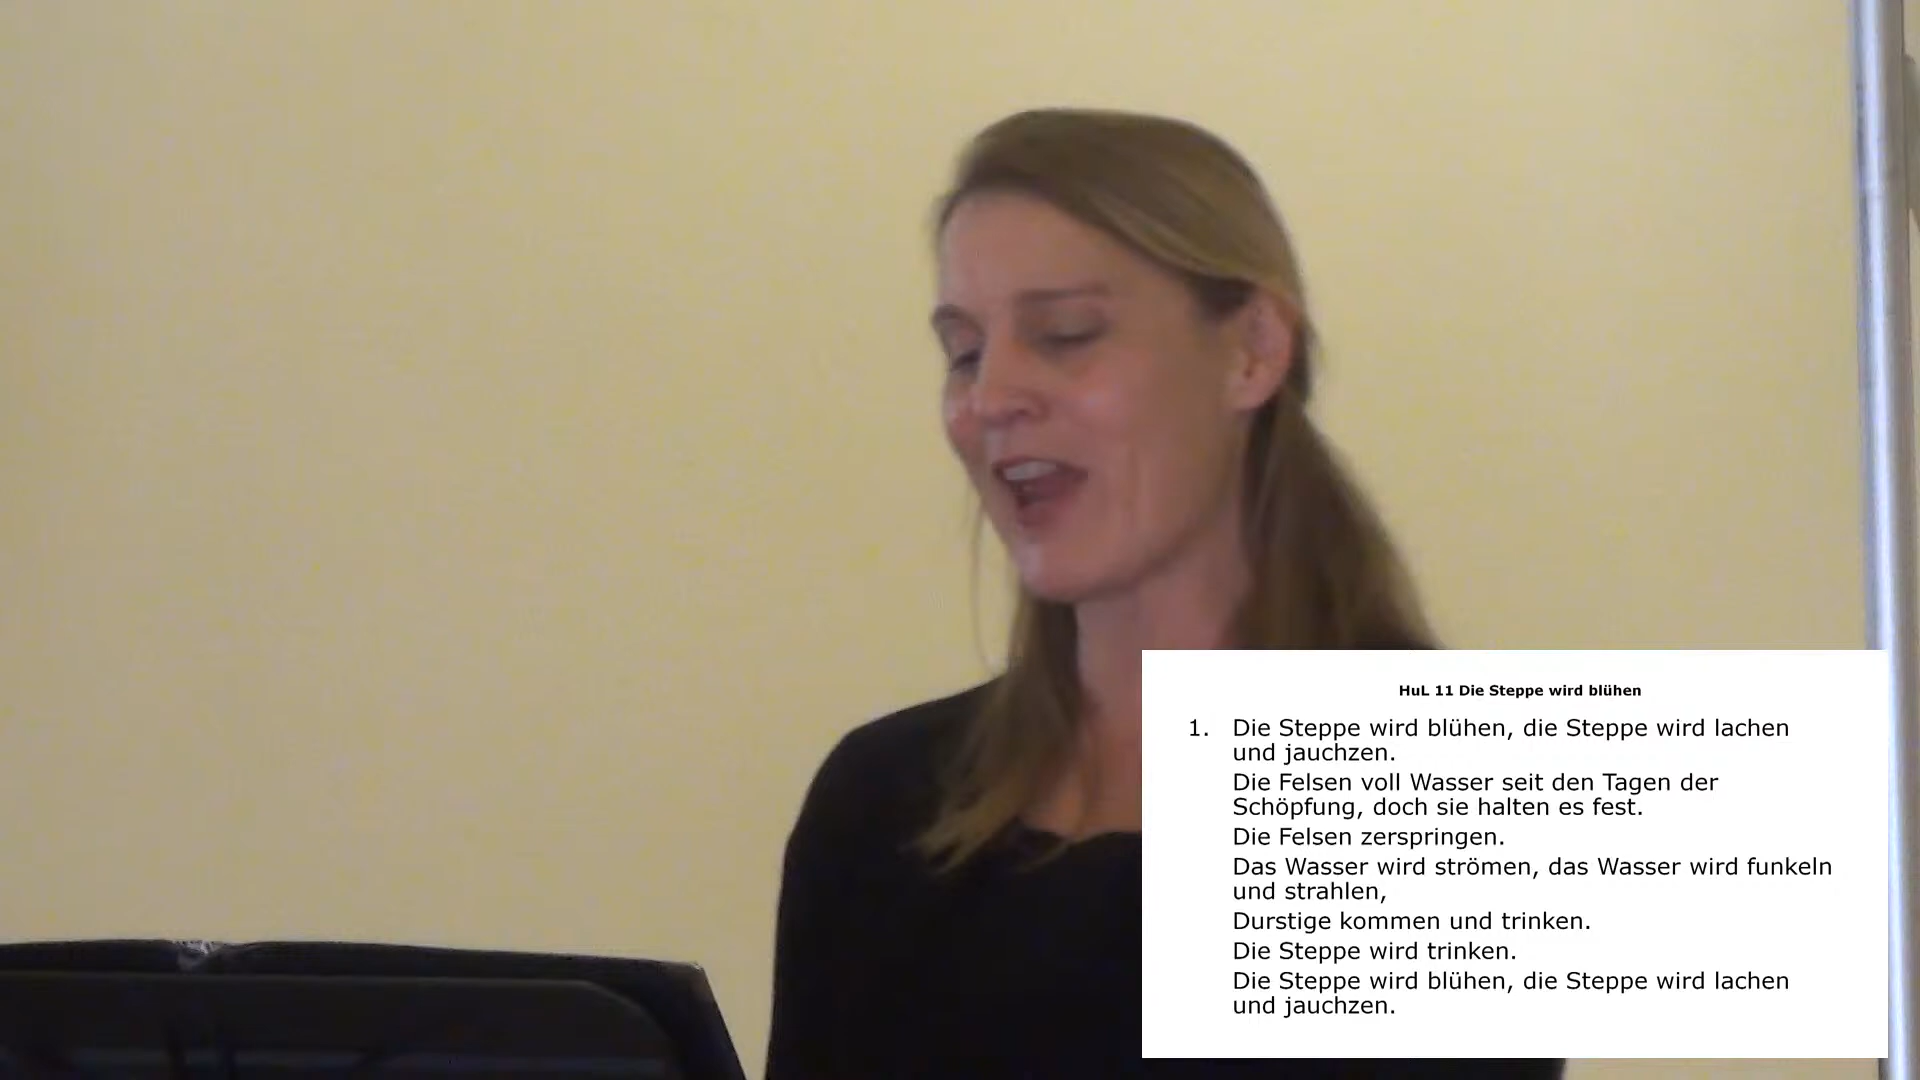 HuL 11 Die Steppe wird blühen
1. Die Steppe wird blühen, die Steppe wird lachen
und jauchzen.
Die Felsen voll Wasser seit den Tagen der
Schöpfung, doch sie halten es fest.
Die Felsen zerspringen.
Das Wasser wird strömen, das Wasser wird funkeln
und strahlen,
Durstige kommen und trinken.
Die Steppe wird trinken.
Die Steppe wird blühen, die Steppe wird lachen
und jauchzen.